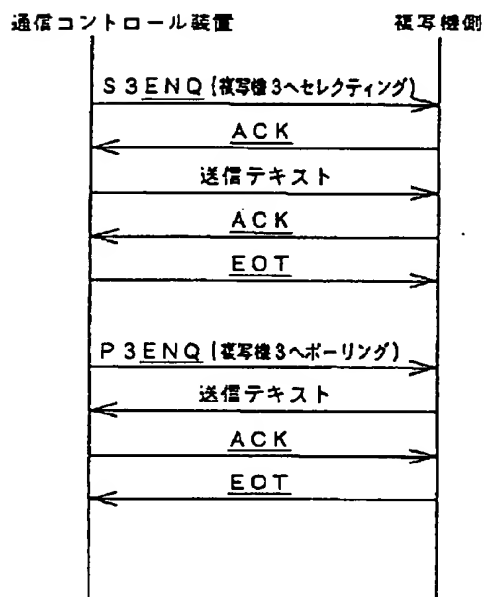 通信コントロール装置
複写機側
S3ENQ(複写機3へセレクティング)
ACK
送信テキスト
ACK
EOT
P3ENQ(複写機3へポーリング)
送信テキスト
ACK
EOT